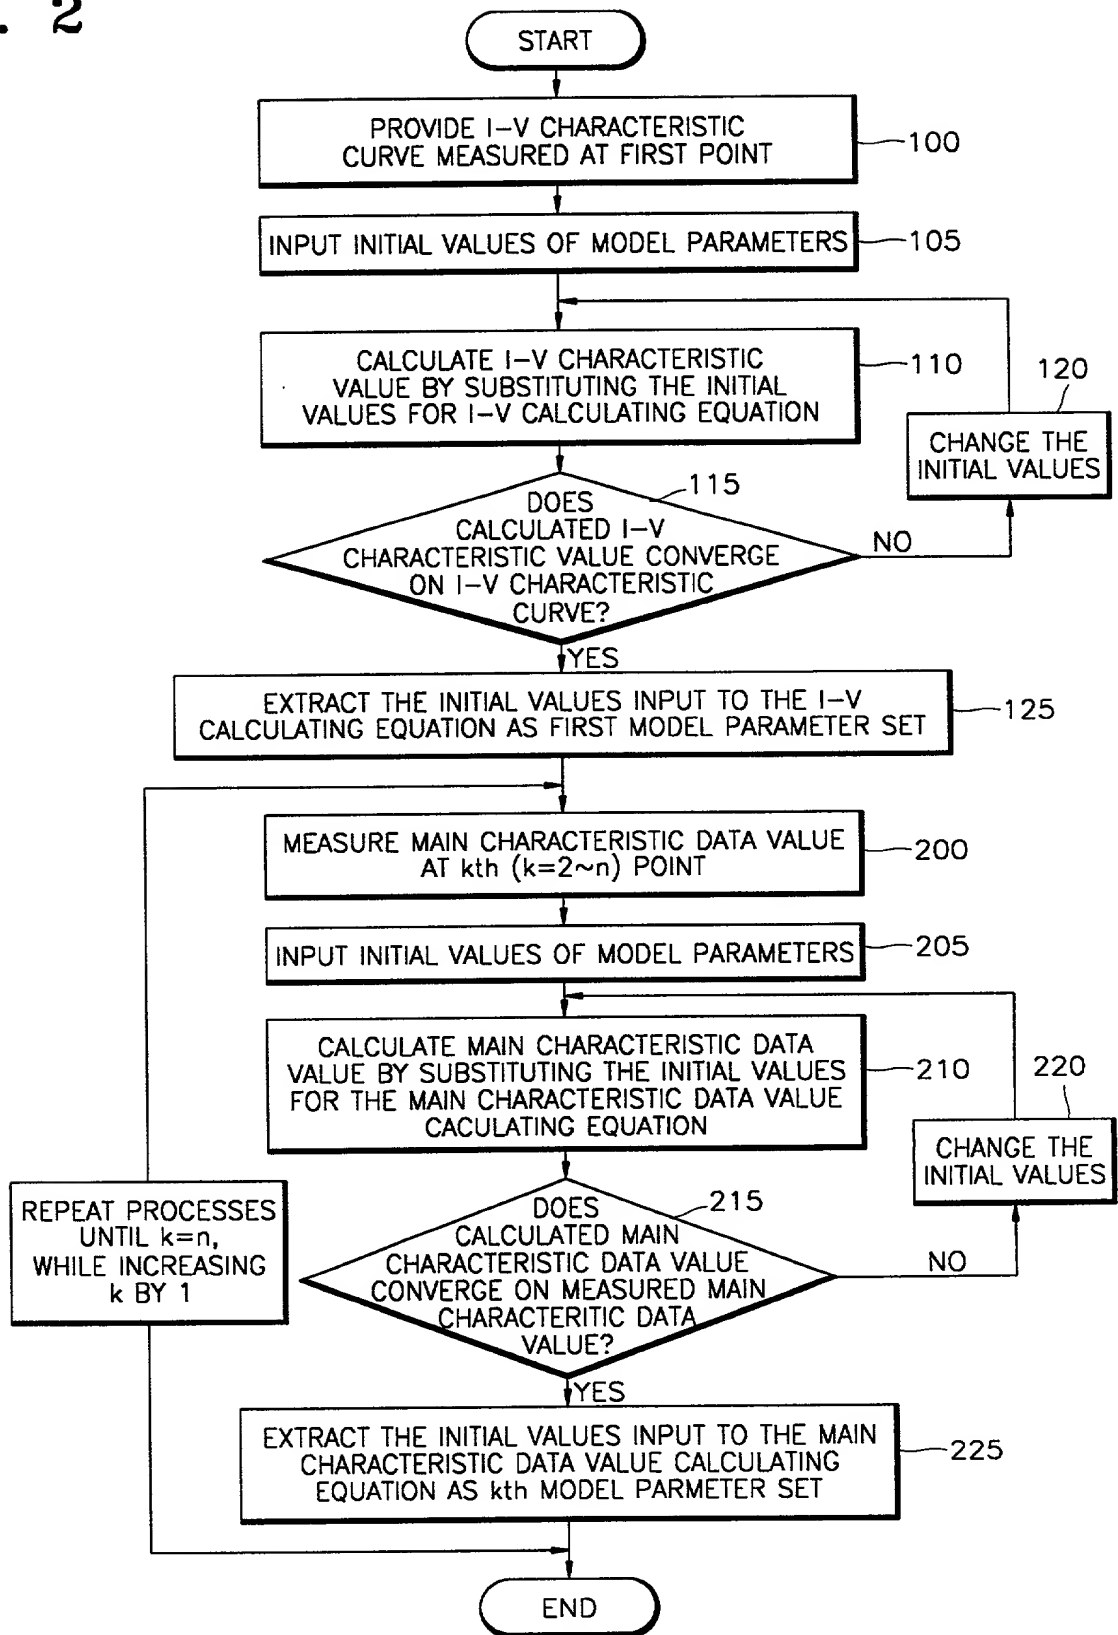 . 2
START
PROVIDE I-V CHARACTERISTIC
CURVE MEASURED AT FIRST POINT
100
INPUT INITIAL VALUES OF MODEL PARAMETERS
105
CALCULATE I-V CHARACTERISTIC
VALUE BY SUBSTITUTING THE INITIAL
VALUES FOR I-V CALCULATING EQUATION
110
120
CHANGE THE
INITIAL VALUES
115
DOES
CALCULATED I-V
CHARACTERISTIC VALUE CONVERGE
ON I-V CHARACTERISTIC
CURVE?
NO
YES
EXTRACT THE INITIAL VALUES INPUT TO THE I-V
CALCULATING EQUATION AS FIRST MODEL PARAMETER SET
125
MEASURE MAIN CHARACTERISTIC DATA VALUE
AT kth (k=2~n) POINT
200
INPUT INITIAL VALUES OF MODEL PARAMETERS
205
CALCULATE MAIN CHARACTERISTIC DATA
VALUE BY SUBSTITUTING THE INITIAL VALUES
FOR THE MAIN CHARACTERISTIC DATA VALUE
CACULATING EQUATION
210
220
CHANGE THE
INITIAL VALUES
REPEAT PROCESSES
UNTIL k=n,
WHILE INCREASING
k BY 1
215
DOES
CALCULATED MAIN
CHARACTERISTIC DATA VALUE
CONVERGE ON MEASURED MAIN
CHARACTERITIC DATA
VALUE?
NO
YES
EXTRACT THE INITIAL VALUES INPUT TO THE MAIN
CHARACTERISTIC DATA VALUE CALCULATING
EQUATION AS kth MODEL PARMETER SET
225
END